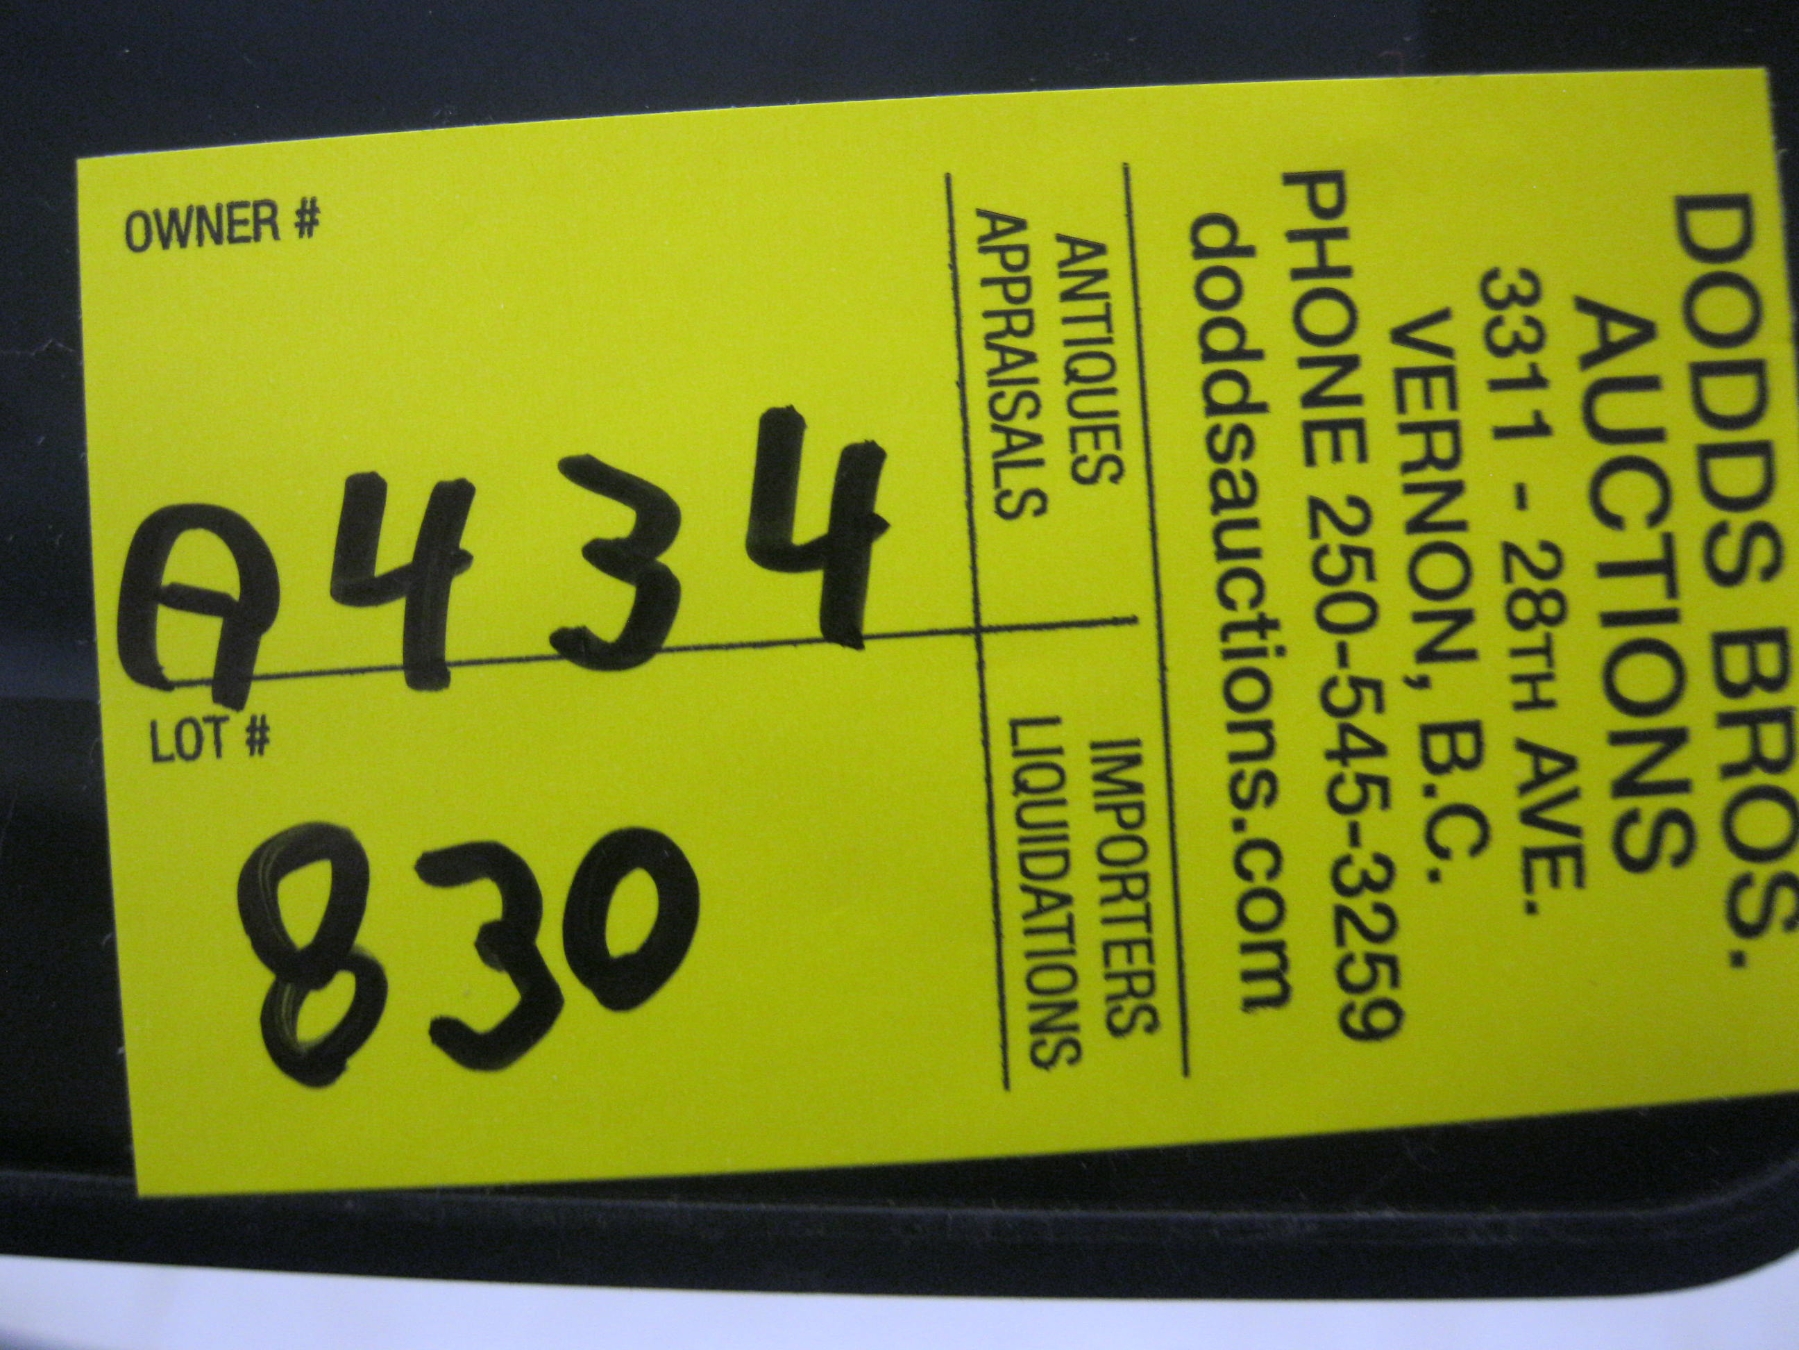 DODDS BROS.
AUCTIONS
3311 - 28TH AVE.
VERNON, B.C.
PHONE 250-545-3259
doddsauctions.com
ANTIQUES
APPRAISALS
IMPORTERS
LIQUIDATIONS
OWNER #
A434
LOT #
830